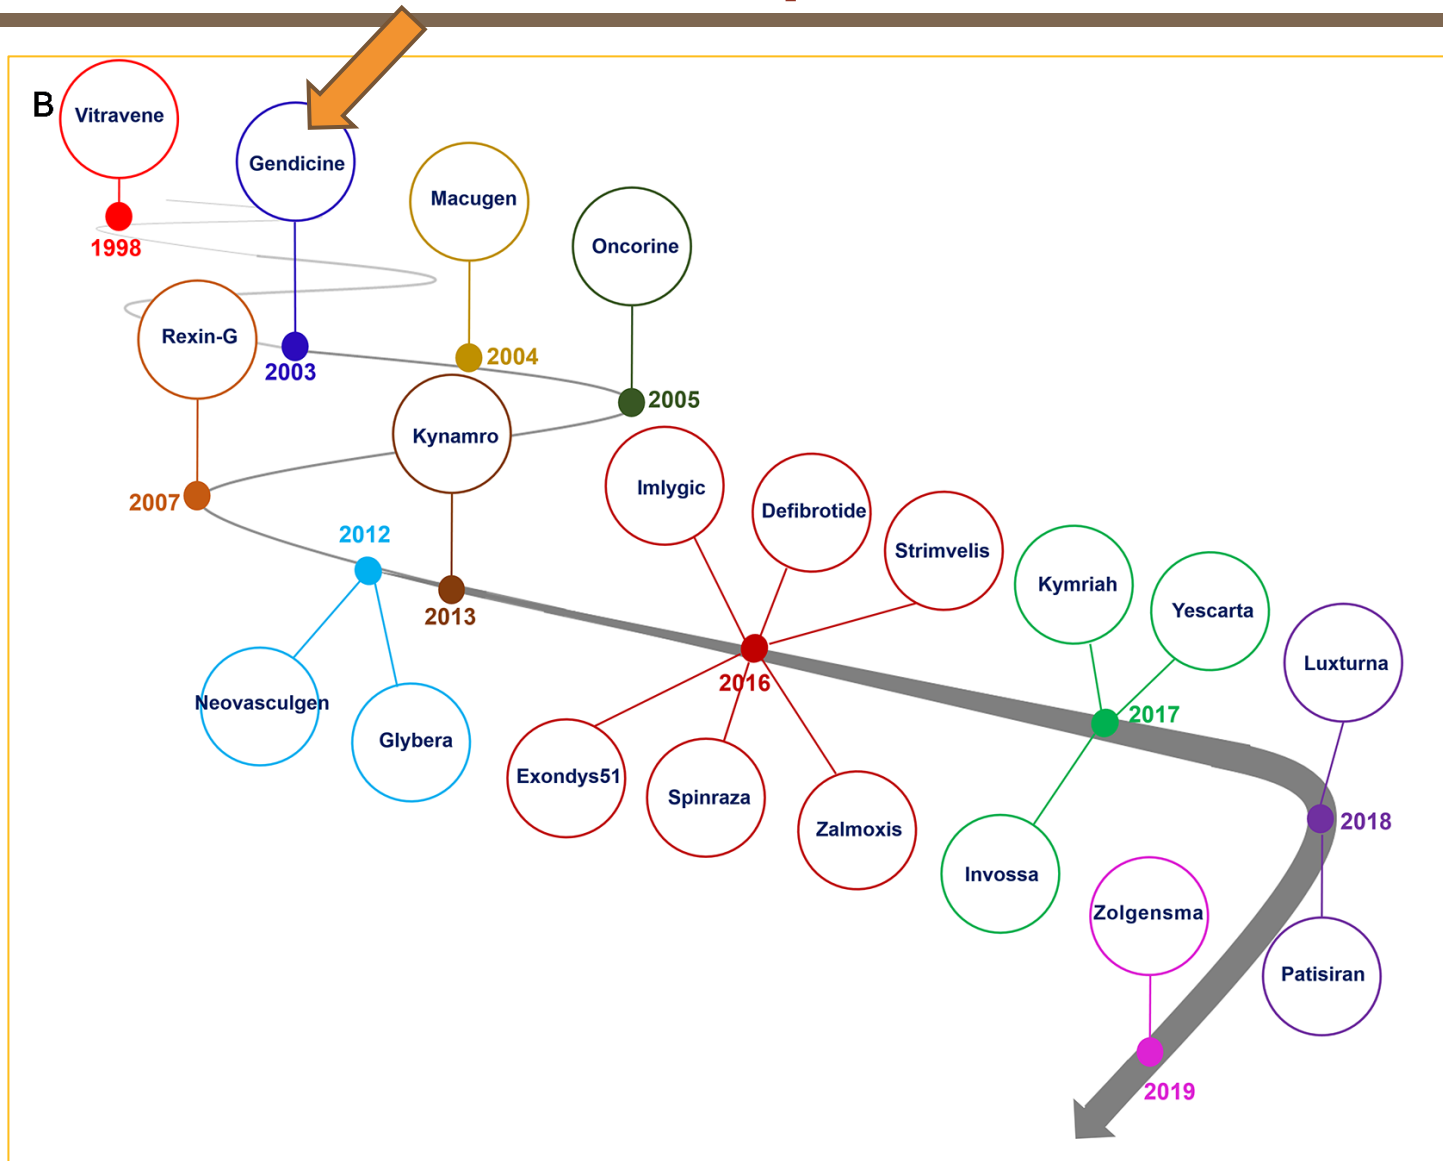 B
Vitravene
1998
Gendicine
2003
Macugen
2004
Oncorine
2005
Rexin-G
2007
2012
Neovasculgen
Glybera
Kynamro
2013
Imlygic
Defibrotide
Strimvelis
2016
Exondys51
Spinraza
Zalmoxis
Kymriah
Yescarta
2017
Invossa
Luxturna
2018
Patisiran
Zolgensma
2019